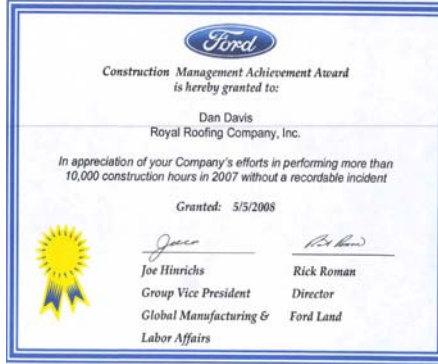 Ford
Construction Management Achievement Award
is hereby granted to:
Dan Davis
Royal Roofing Company, Inc.
In appreciation of your Company's efforts in performing more than
10,000 construction hours in 2007 without a recordable incident
Granted: 5/5/2008
Joe Hinrichs
Rick Roman
Group Vice President
Director
Global Manufacturing &
Ford Land
Labor Affairs